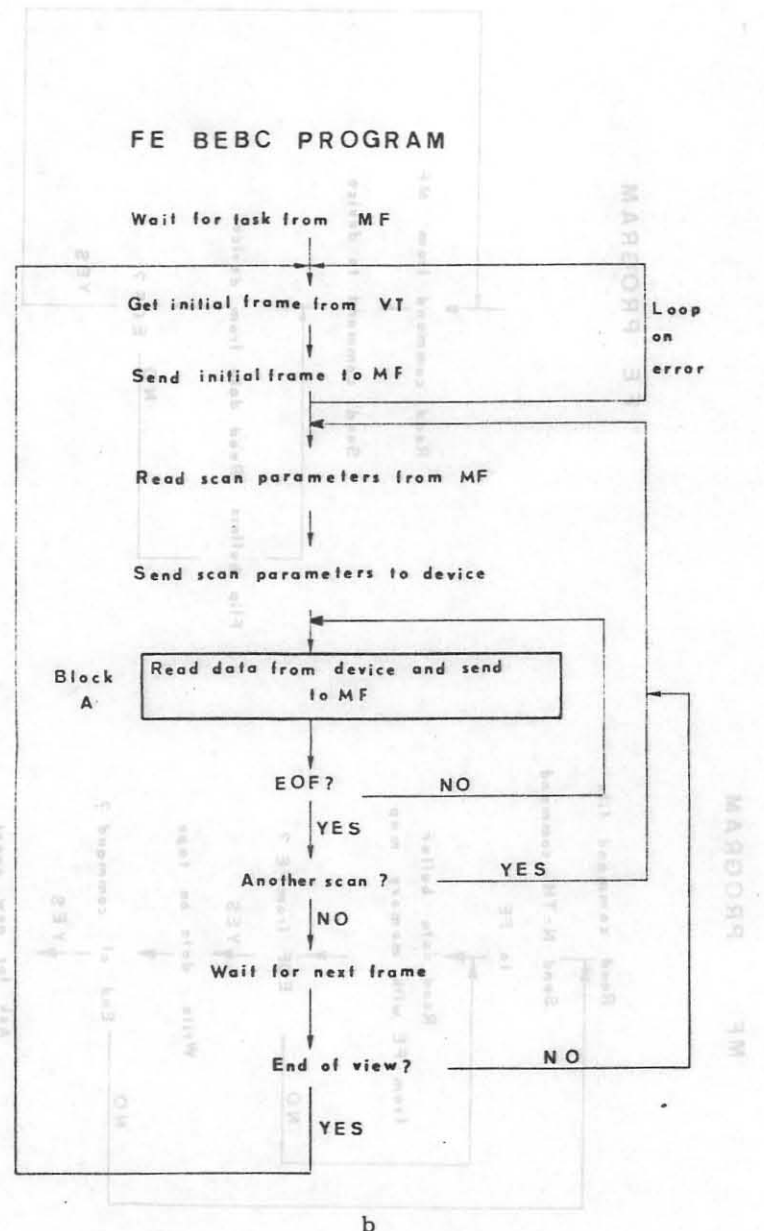 FE BEBC PROGRAM
Wait for task from MF
Get initial frame from VT
Loop
on
error
Send initial frame to MF
Read scan parameters from MF
Send scan parameters to device
Block
A
Read data from device and send
to MF
EOF?
NO
YES
Another scan ?
YES
NO
Wait for next frame
End of view?
NO
YES
b